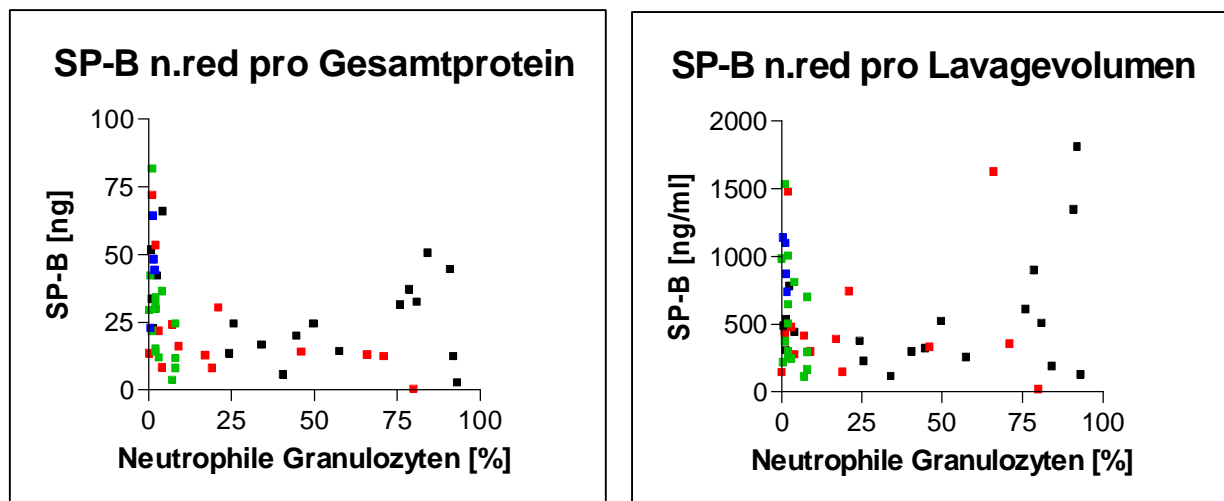 SP-B n.red pro Gesamtprotein
100
75
50
25
0
SP-B [ng]
0 25 50 75 100
Neutrophile Granulozyten [%]
SP-B n.red pro Lavagevolumen
2000
1500
1000
500
0
SP-B [ng/ml]
0 25 50 75 100
Neutrophile Granulozyten [%]